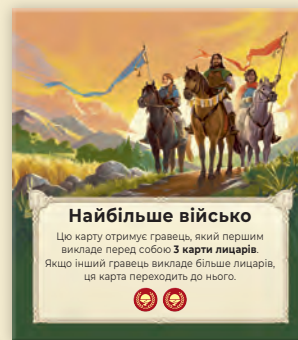 Найбільше військо
Цю карту отримує гравець, який першим
викладе перед собою 3 карти лицарів.
Якщо інший гравець викладе більше лицарів,
ця карта переходить до нього.